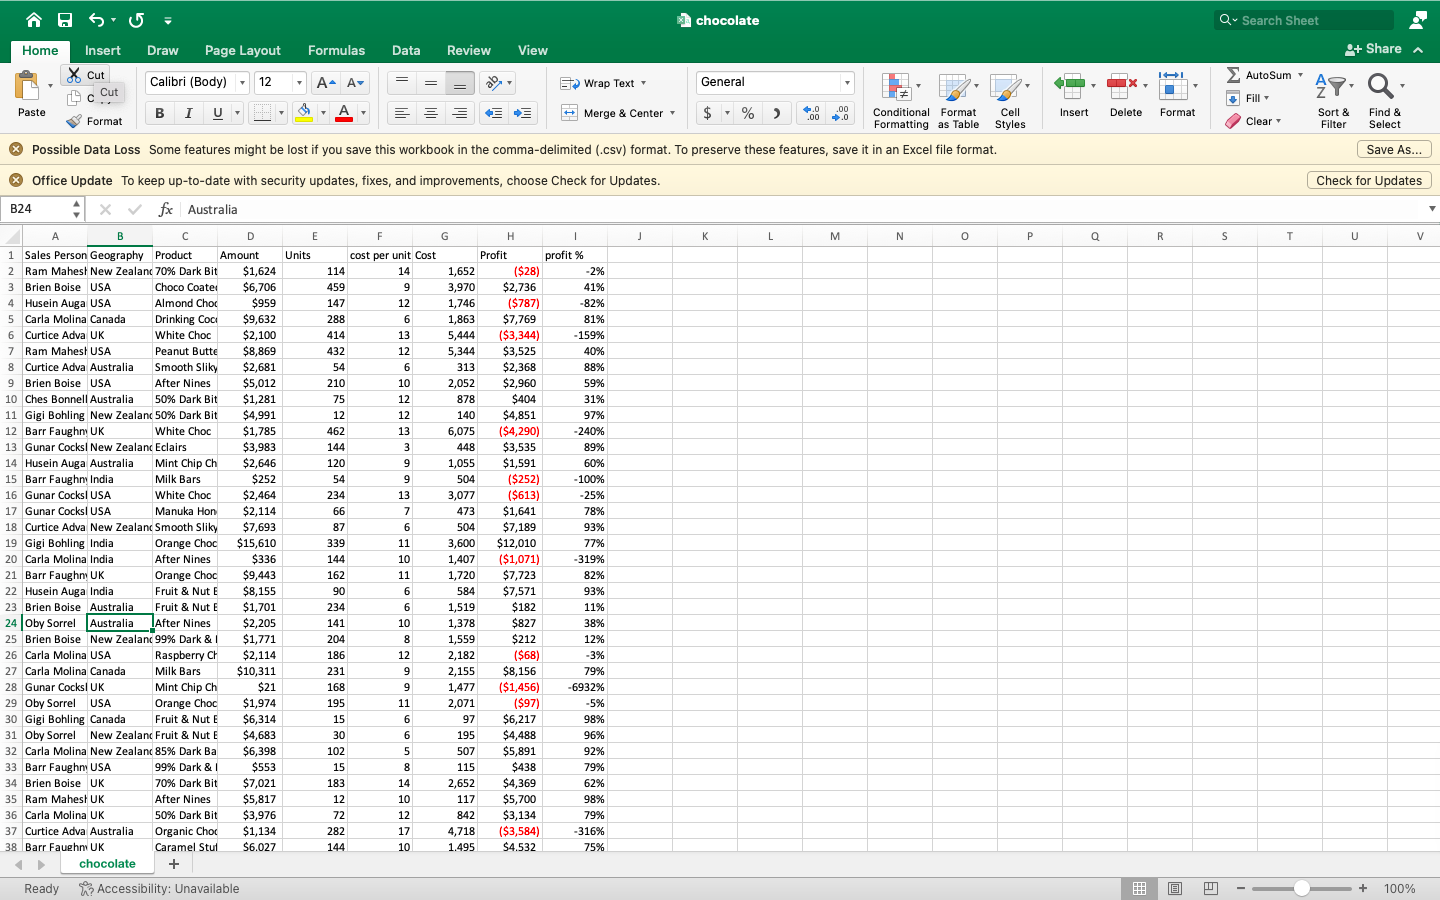 chocolate
Search Sheet
Home Insert Draw Page Layout Formulas Data Review View
Share
Paste
Cut
Cut
Format
Calibri (Body) 12
Wrap Text
Merge & Center
General
Conditional Formatting
Format as Table
Cell Styles
Insert
Delete
Format
AutoSum
Fill
Clear
Sort & Filter
Find & Select
Possible Data Loss Some features might be lost if you save this workbook in the comma-delimited (.csv) format. To preserve these features, save it in an Excel file format.
Save As...
Office Update To keep up-to-date with security updates, fixes, and improvements, choose Check for Updates.
Check for Updates
B24 fx Australia
A B C D E F G H I J K L M N O P Q R S T U V
1 Sales Person Geography Product Amount Units cost per unit Cost Profit profit %
2 Ram Mahesh New Zealand 70% Dark Bit $1,624 114 14 1,652 ($28) -2%
3 Brien Boise USA Choco Coated $6,706 459 9 3,970 $2,736 41%
4 Husein Auga USA Almond Choc $959 147 12 1,746 ($787) -82%
5 Carla Molina Canada Drinking Coco $9,632 288 6 1,863 $7,769 81%
6 Curtice Adva UK White Choc $2,100 414 13 5,444 ($3,344) -159%
7 Ram Mahesh USA Peanut Butte $8,869 432 12 5,344 $3,525 40%
8 Curtice Adva Australia Smooth Sliky $2,681 54 6 313 $2,368 88%
9 Brien Boise USA After Nines $5,012 210 10 2,052 $2,960 59%
10 Ches Bonnell Australia 50% Dark Bit $1,281 75 12 878 $404 31%
11 Gigi Bohling New Zealand 50% Dark Bit $4,991 12 12 140 $4,851 97%
12 Barr Faughny UK White Choc $1,785 462 13 6,075 ($4,290) -240%
13 Gunar Cocksl New Zealand Eclairs $3,983 144 3 448 $3,535 89%
14 Husein Auga Australia Mint Chip Ch $2,646 120 9 1,055 $1,591 60%
15 Barr Faughny India Milk Bars $252 54 9 504 ($252) -100%
16 Gunar Cocksl USA White Choc $2,464 234 13 3,077 ($613) -25%
17 Gunar Cocksl USA Manuka Hon $2,114 66 7 473 $1,641 78%
18 Curtice Adva New Zealand Smooth Sliky $7,693 87 6 504 $7,189 93%
19 Gigi Bohling India Orange Choc $15,610 339 11 3,600 $12,010 77%
20 Carla Molina India After Nines $336 144 10 1,407 ($1,071) -319%
21 Barr Faughny UK Orange Choc $9,443 162 11 1,720 $7,723 82%
22 Husein Auga India Fruit & Nut B $8,155 90 6 584 $7,571 93%
23 Brien Boise Australia Fruit & Nut B $1,701 234 6 1,519 $182 11%
24 Oby Sorrel Australia After Nines $2,205 141 10 1,378 $827 38%
25 Brien Boise New Zealand 99% Dark & $1,771 204 8 1,559 $212 12%
26 Carla Molina USA Raspberry Ch $2,114 186 12 2,182 ($68) -3%
27 Carla Molina Canada Milk Bars $10,311 231 9 2,155 $8,156 79%
28 Gunar Cocksl UK Mint Chip Ch $21 168 9 1,477 ($1,456) -6932%
29 Oby Sorrel USA Orange Choc $1,974 195 11 2,071 ($97) -5%
30 Gigi Bohling Canada Fruit & Nut B $6,314 15 6 97 $6,217 98%
31 Oby Sorrel New Zealand Fruit & Nut B $4,683 30 6 195 $4,488 96%
32 Carla Molina New Zealand 85% Dark Ba $6,398 102 5 507 $5,891 92%
33 Barr Faughny USA 99% Dark & $553 15 8 115 $438 79%
34 Brien Boise UK 70% Dark Bit $7,021 183 14 2,652 $4,369 62%
35 Ram Mahesh UK After Nines $5,817 12 10 117 $5,700 98%
36 Carla Molina UK 50% Dark Bit $3,976 72 12 842 $3,134 79%
37 Curtice Adva Australia Organic Choc $1,134 282 17 4,718 ($3,584) -316%
38 Barr Faughny UK Caramel Stuf $6,027 144 10 1,495 $4,532 75%
chocolate +
Ready Accessibility: Unavailable 100%